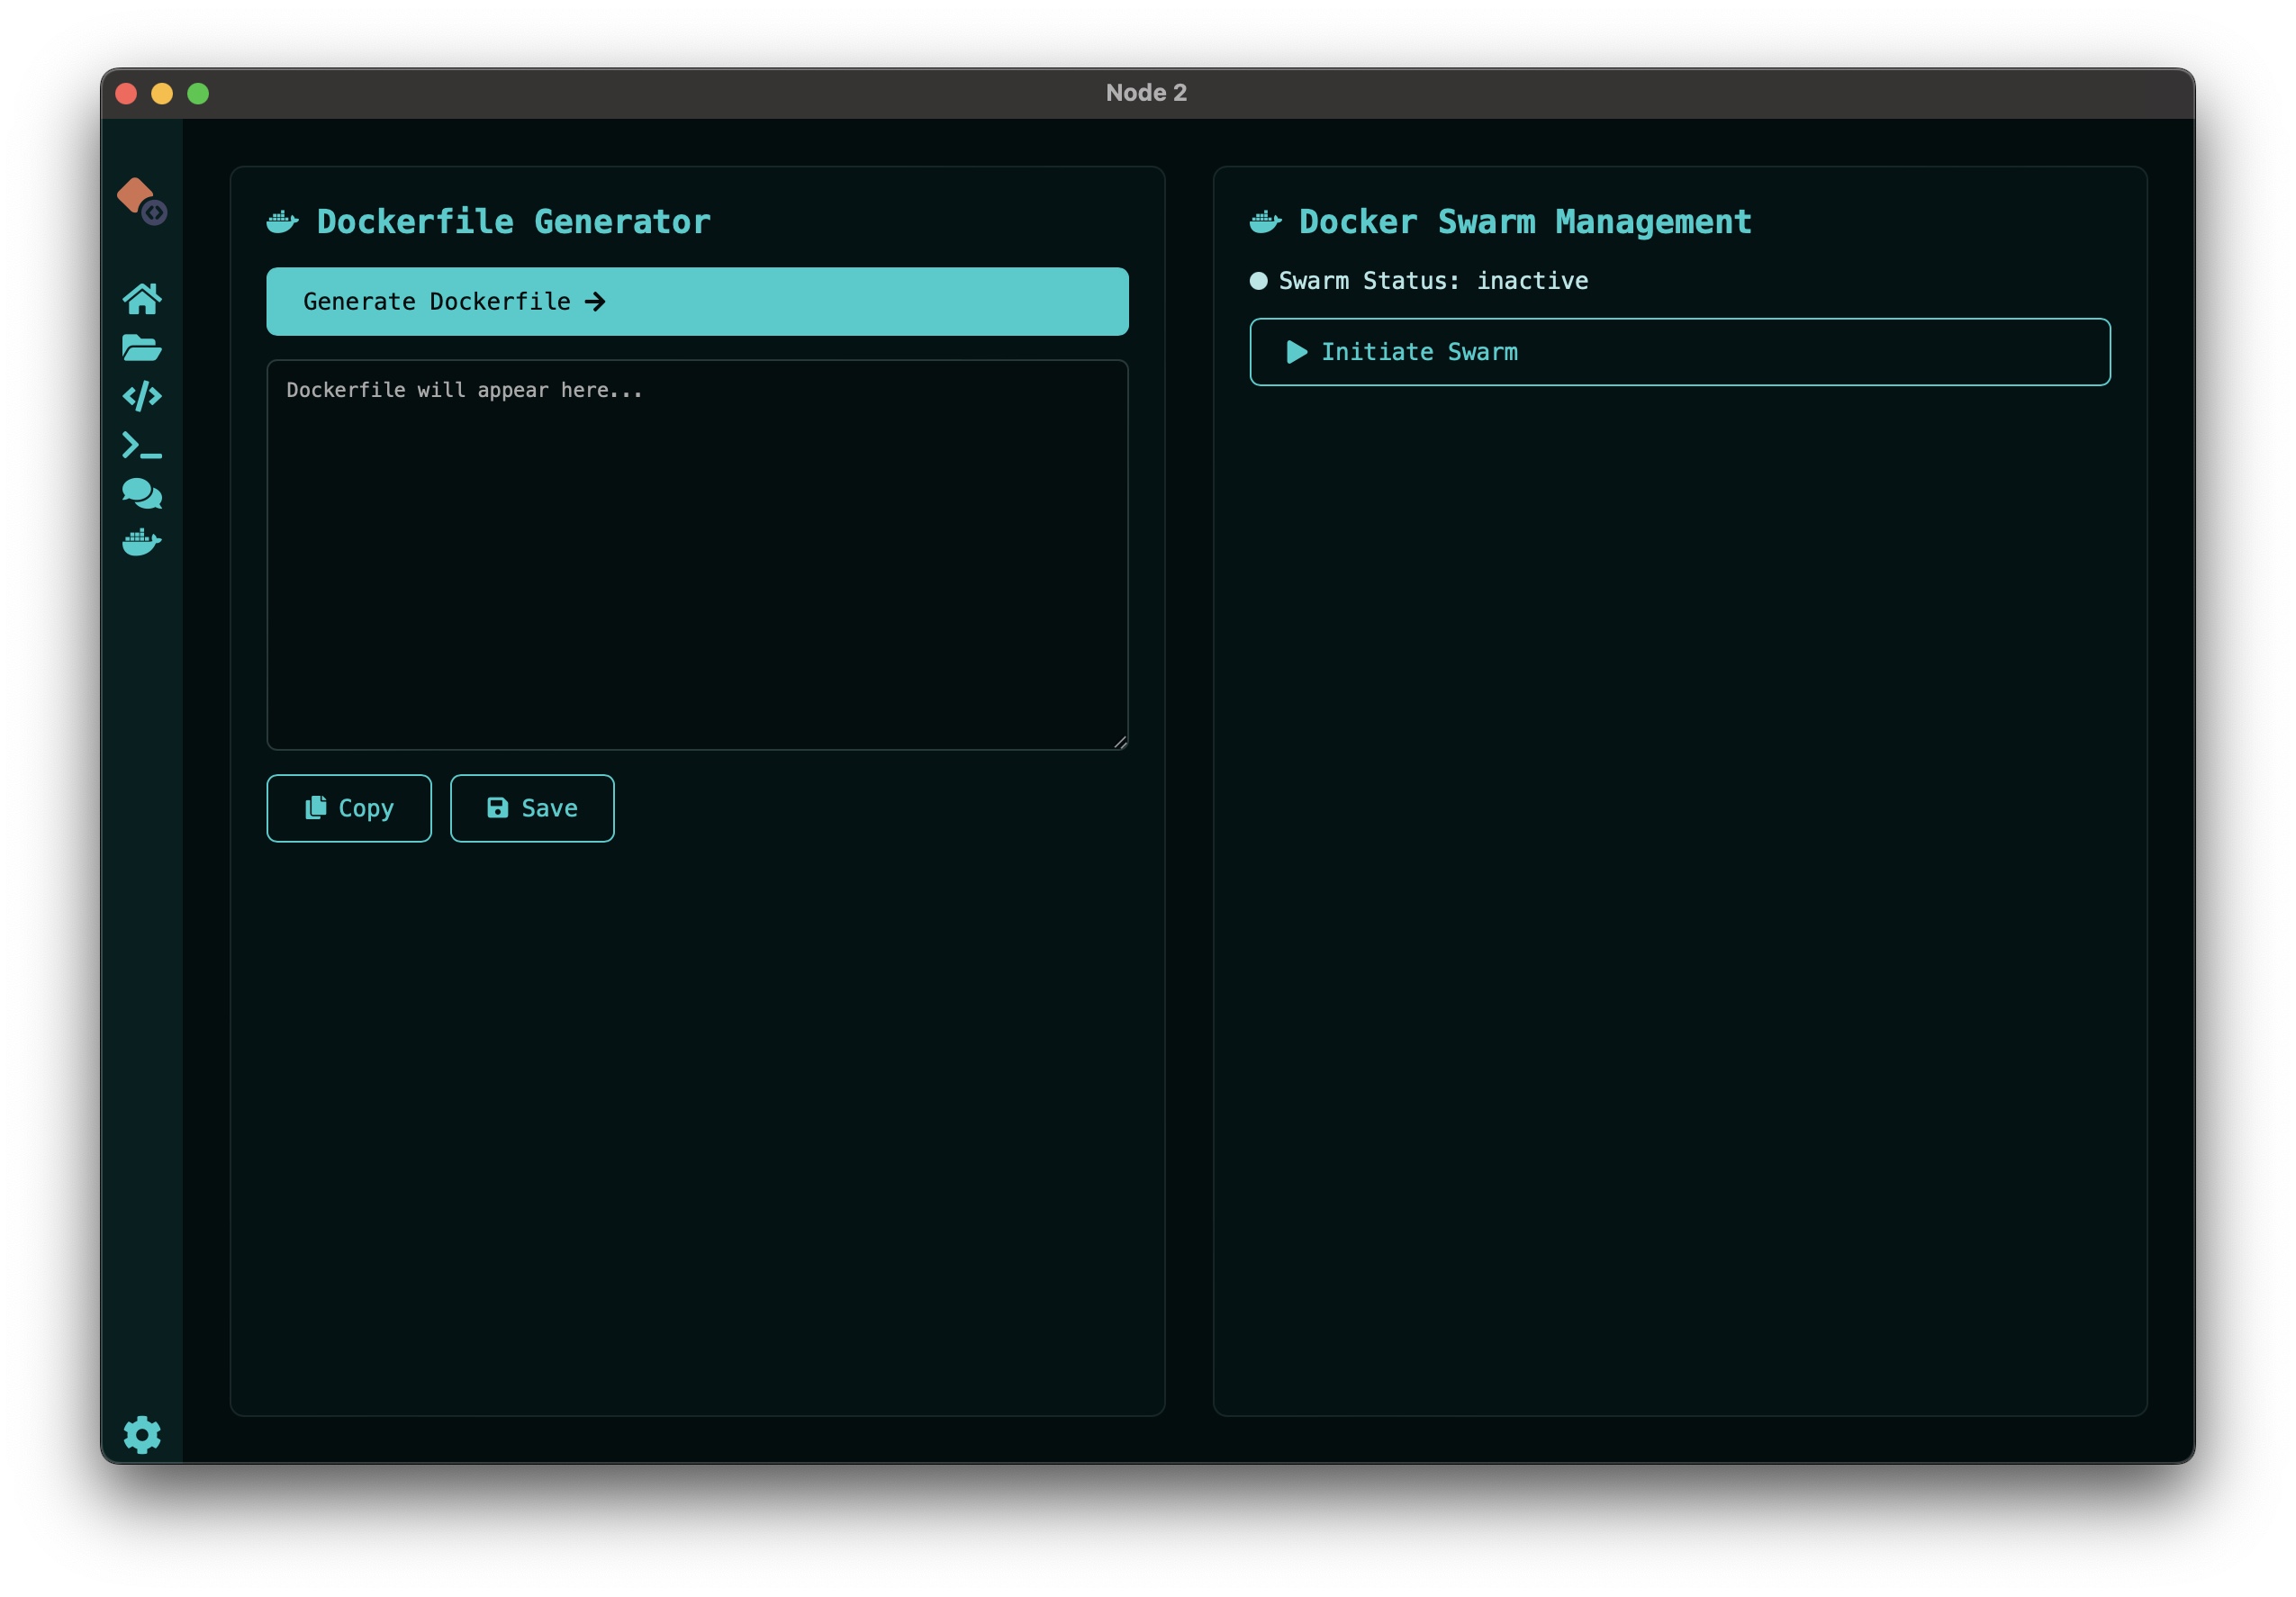 Node 2
Dockerfile Generator
Generate Dockerfile
Dockerfile will appear here...
Copy
Save
Docker Swarm Management
Swarm Status: inactive
Initiate Swarm